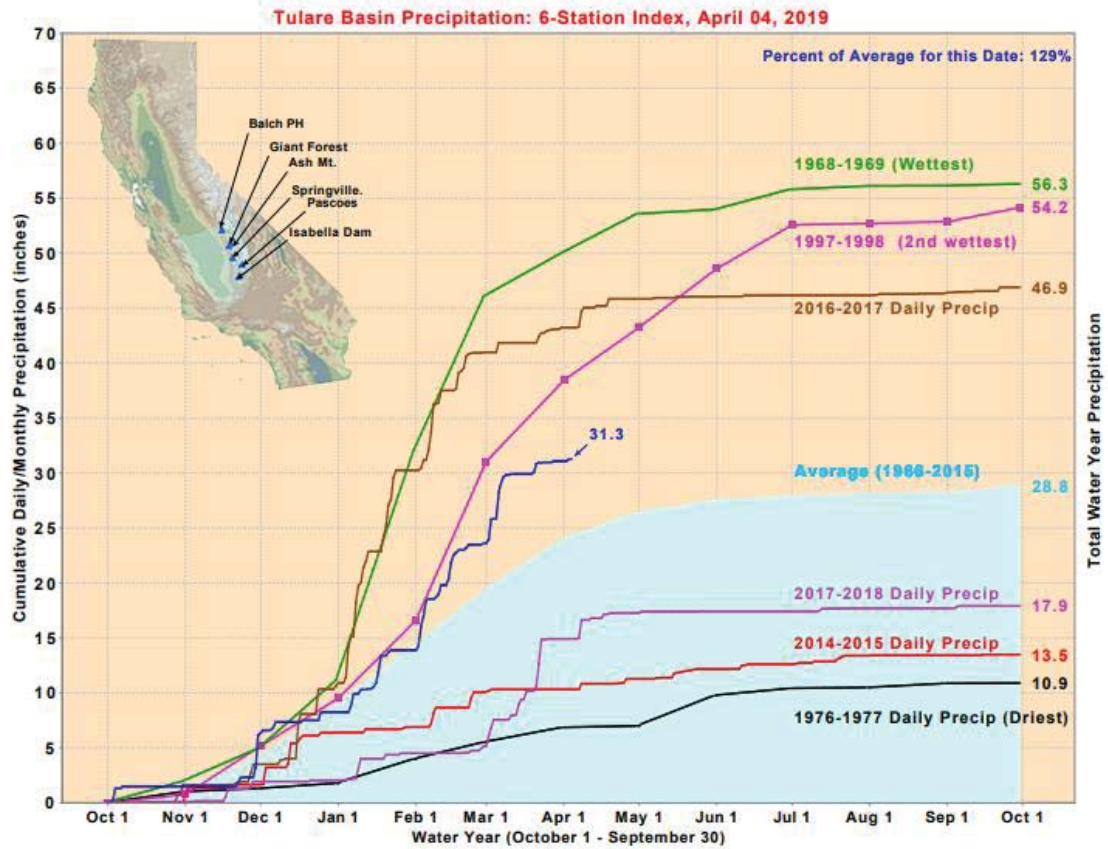 Tulare Basin Precipitation: 6-Station Index, April 04, 2019
Percent of Average for this Date: 129%
Cumulative Daily/Monthly Precipitation (inches)
70
65
60
55
50
45
40
35
30
25
20
15
10
5
0
Balch PH
Giant Forest
Ash Mt.
Springville.
Pascoes
Isabella Dam
1968-1969 (Wettest)
56.3
54.2
1997-1998 (2nd wettest)
46.9
2016-2017 Daily Precip
31.3
Average (1966-2015)
28.8
2017-2018 Daily Precip
17.9
2014-2015 Daily Precip
13.5
10.9
1976-1977 Daily Precip (Driest)
Total Water Year Precipitation
Oct 1 Nov 1 Dec 1 Jan 1 Feb 1 Mar 1 Apr 1 May 1 Jun 1 Jul 1 Aug 1 Sep 1 Oct 1
Water Year (October 1 - September 30)